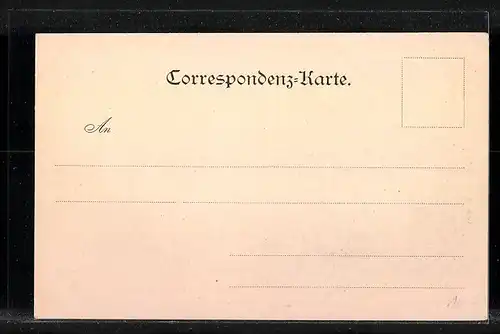 Correspondenz-Karte.
An